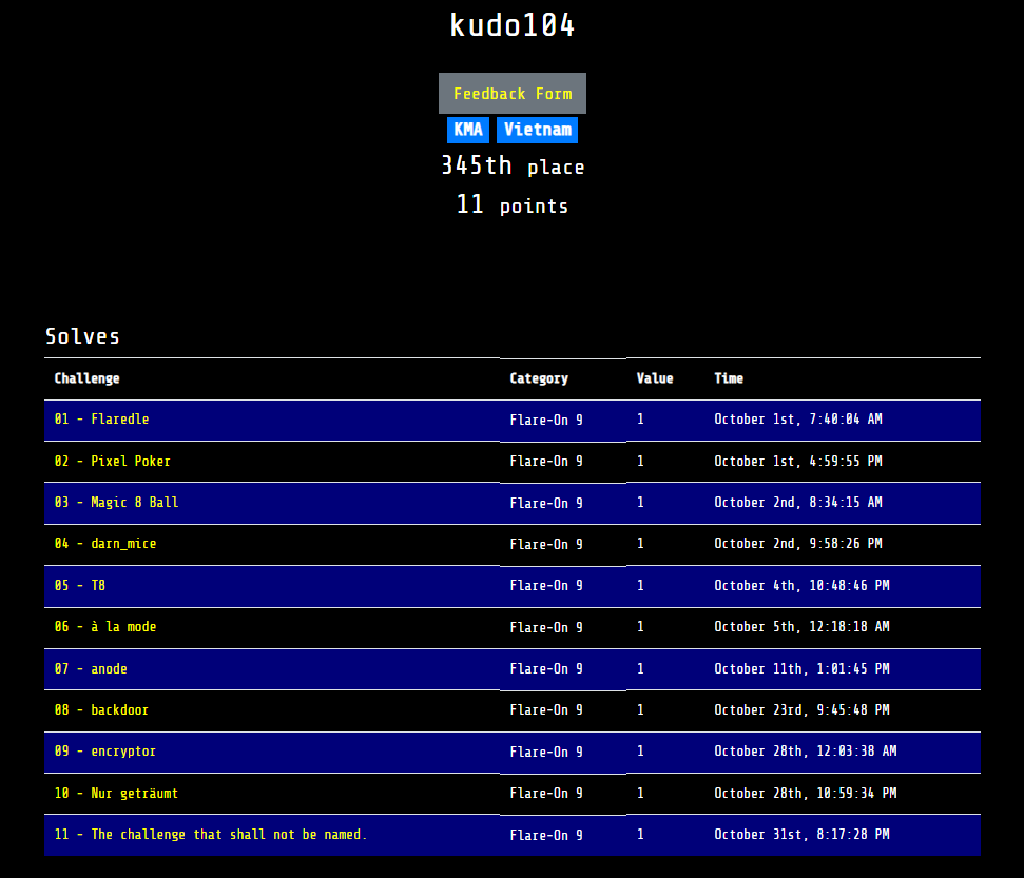 kudo104
Feedback Form
KMA Vietnam
345th place
11 points
Solves
Challenge Category Value Time
01 - Flaredle Flare-On 9 1 October 1st, 7:40:04 AM
02 - Pixel Poker Flare-On 9 1 October 1st, 4:59:55 PM
03 - Magic 8 Ball Flare-On 9 1 October 2nd, 8:34:15 AM
04 - darn_mice Flare-On 9 1 October 2nd, 9:58:26 PM
05 - T8 Flare-On 9 1 October 4th, 10:48:46 PM
06 - à la mode Flare-On 9 1 October 5th, 12:18:18 AM
07 - anode Flare-On 9 1 October 11th, 1:01:45 PM
08 - backdoor Flare-On 9 1 October 23rd, 9:45:48 PM
09 - encryptor Flare-On 9 1 October 28th, 12:03:38 AM
10 - Nur geträumt Flare-On 9 1 October 28th, 10:59:34 PM
11 - The challenge that shall not be named. Flare-On 9 1 October 31st, 8:17:28 PM